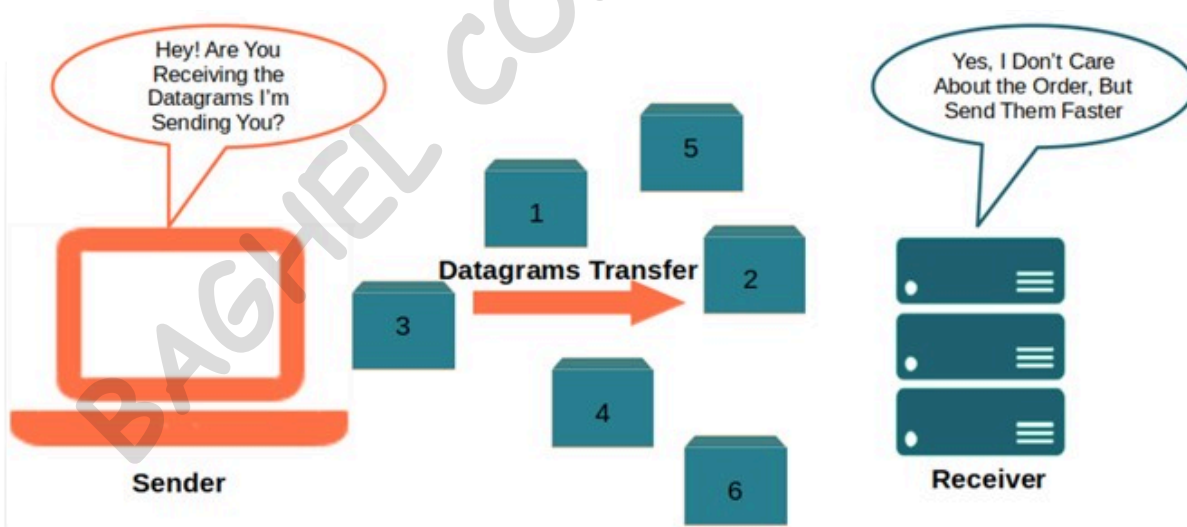 Hey! Are You
Receiving the
Datagrams I'm
Sending You?
Yes, I Don't Care
About the Order, But
Send Them Faster
5
1
Datagrams Transfer
2
3
4
6
Sender
Receiver
BAGHEL